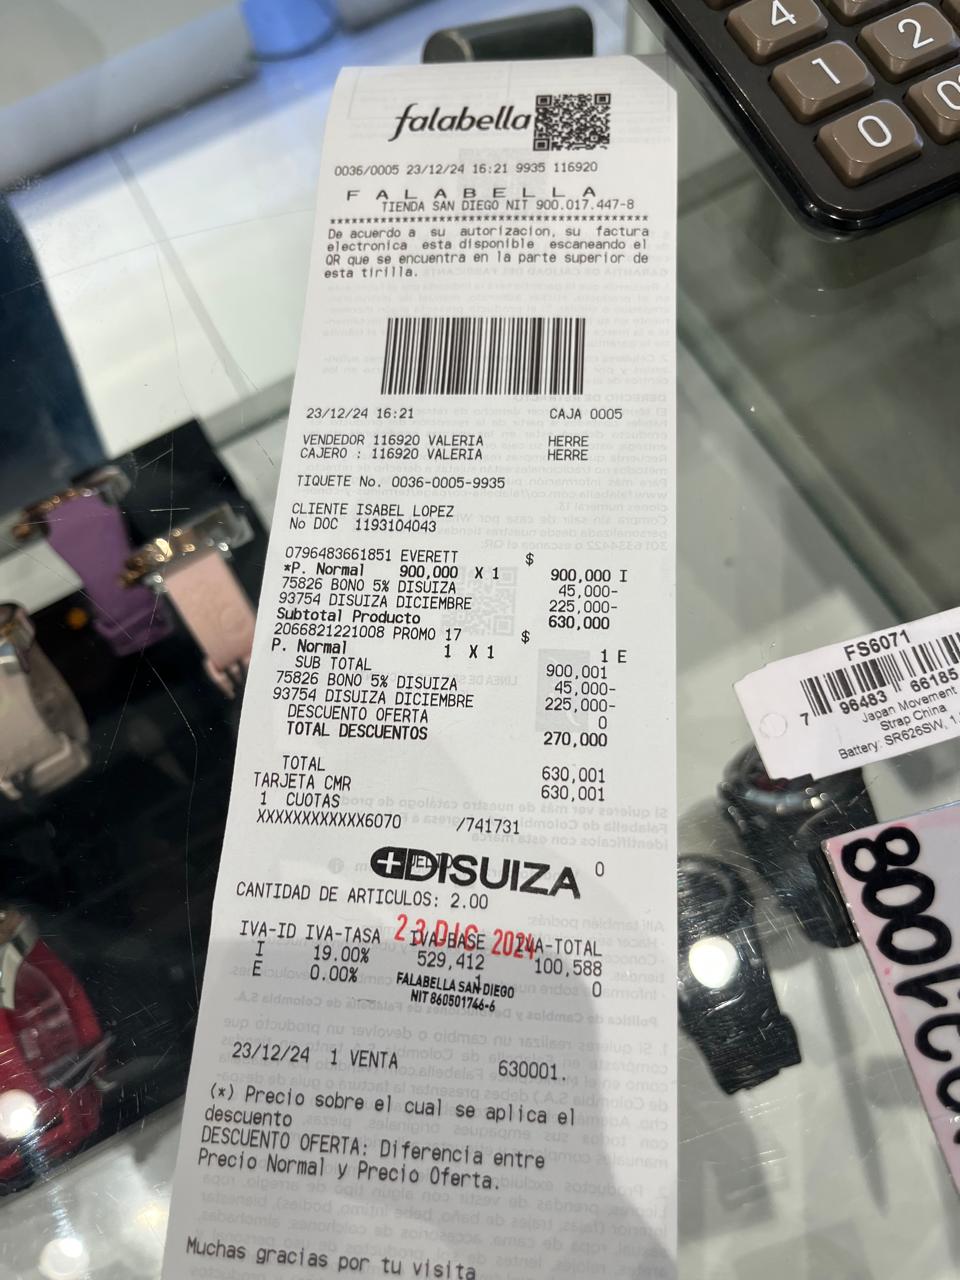 falabella
0036/0005 23/12/24 16:21 9935 116920
F A L A B E L L A
TIENDA SAN DIEGO NIT 900.017.447-8
************************************************
De acuerdo a su autorizacion, su factura
electronica esta disponible escaneando el
QR que se encuentra en la parte superior de
esta tirilla.
23/12/24 16:21 CAJA 0005
VENDEDOR 116920 VALERIA HERRE
CAJERO : 116920 VALERIA HERRE
TIQUETE No. 0036-0005-9935
CLIENTE ISABEL LOPEZ
No DOC 1193104043
0796483661851 EVERETT $
*P. Normal 900,000 X 1 900,000 I
75826 BONO 5% DISUIZA 45,000-
93754 DISUIZA DICIEMBRE 225,000-
Subtotal Producto 630,000
2066821221008 PROMO 17 $
P. Normal 1 X 1 1 E
SUB TOTAL 900,001
75826 BONO 5% DISUIZA 45,000-
93754 DISUIZA DICIEMBRE 225,000-
DESCUENTO OFERTA 0
TOTAL DESCUENTOS 270,000
TOTAL 630,001
TARJETA CMR 630,001
1 CUOTAS
XXXXXXXXXXXX6070 /741731
DISUIZA 0
CANTIDAD DE ARTICULOS: 2.00
23 DIC 2024
IVA-ID IVA-TASA IVA-BASE IVA-TOTAL
I 19.00% 529,412 100,588
E 0.00% 1 0
FALABELLA SAN DIEGO
NIT 860501746-6
23/12/24 1 VENTA 630001.
(*) Precio sobre el cual se aplica el
descuento
DESCUENTO OFERTA: Diferencia entre
Precio Normal y Precio Oferta.
Muchas gracias por tu visita
4
2
1
0
FS6071
7 96483 66185
Japan Movement
Strap China
Battery: SR626SW, 1.